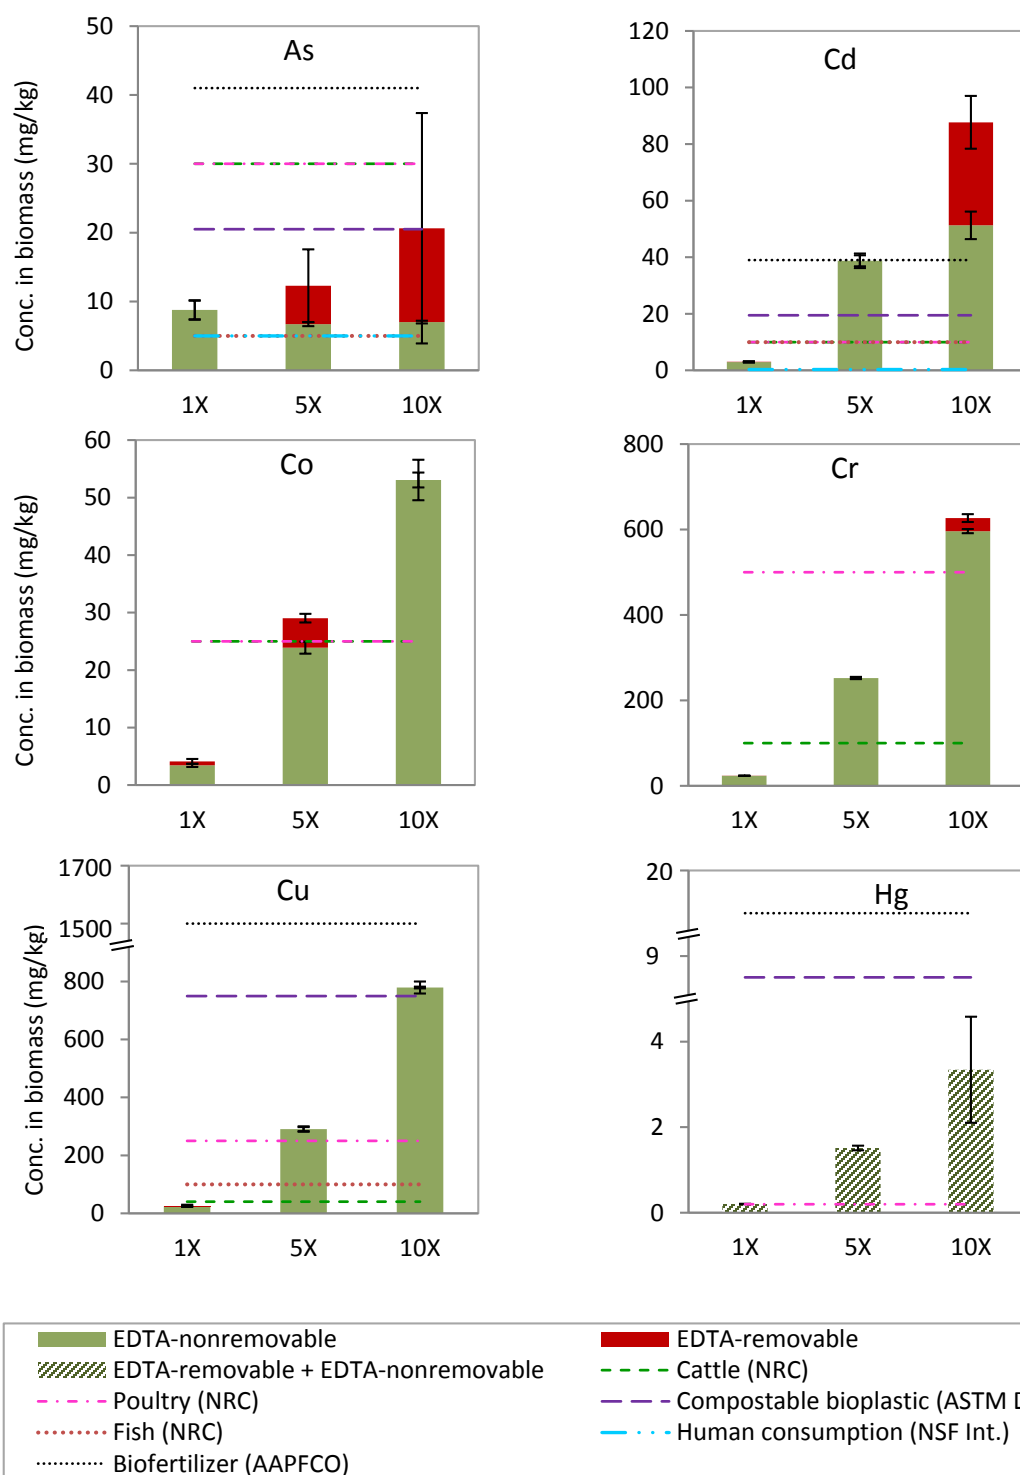 As
Conc. in biomass (mg/kg)
50
40
30
20
10
0
1X 5X 10X
Cd
120
100
80
60
40
20
0
1X 5X 10X
Co
Conc. in biomass (mg/kg)
60
50
40
30
20
10
0
1X 5X 10X
Cr
800
600
400
200
0
1X 5X 10X
Cu
Conc. in biomass (mg/kg)
1700
1500
800
600
400
200
0
1X 5X 10X
Hg
20
9
4
2
0
1X 5X 10X
EDTA-nonremovable EDTA-removable
EDTA-removable + EDTA-nonremovable Cattle (NRC)
Poultry (NRC) Compostable bioplastic (ASTM D
Fish (NRC) Human consumption (NSF Int.)
Biofertilizer (AAPFCO)